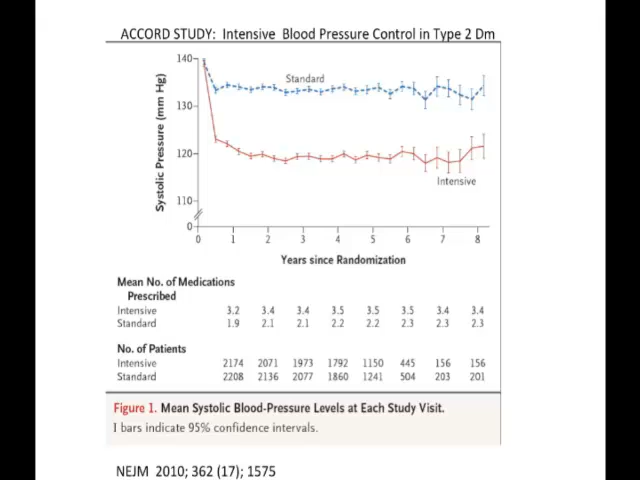 ACCORD STUDY: Intensive Blood Pressure Control in Type 2 Dm
140
130
120
110
0
Systolic Pressure (mm Hg)
Standard
Intensive
0 1 2 3 4 5 6 7 8
Years since Randomization
Mean No. of Medications
Prescribed
Intensive 3.2 3.4 3.4 3.5 3.5 3.5 3.4 3.4
Standard 1.9 2.1 2.1 2.2 2.2 2.3 2.3 2.3
No. of Patients
Intensive 2174 2071 1973 1792 1150 445 156 156
Standard 2208 2136 2077 1860 1241 504 203 201
Figure 1. Mean Systolic Blood-Pressure Levels at Each Study Visit.
I bars indicate 95% confidence intervals.
NEJM 2010; 362 (17); 1575